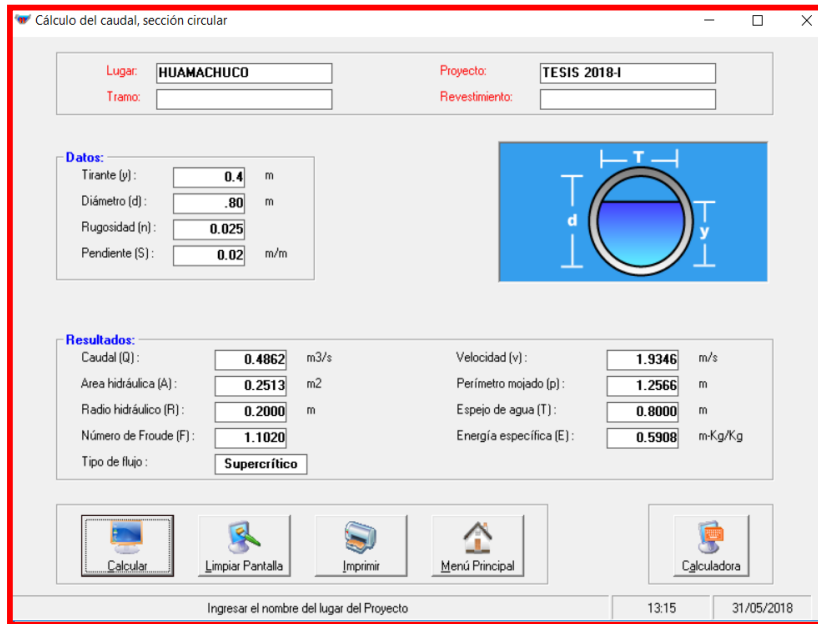 Cálculo del caudal, sección circular
Lugar: HUAMACHUCO Proyecto: TESIS 2018-I
Tramo: Revestimiento:
Datos:
Tirante (y) : 0.4 m
Diámetro (d) : .80 m
Rugosidad (n) : 0.025
Pendiente (S) : 0.02 m/m
T
d
y
Resultados:
Caudal (Q) : 0.4862 m3/s Velocidad (v) : 1.9346 m/s
Area hidráulica (A) : 0.2513 m2 Perímetro mojado (p) : 1.2566 m
Radio hidráulico (R) : 0.2000 m Espejo de agua (T) : 0.8000 m
Número de Froude (F) : 1.1020 Energía específica (E) : 0.5908 m-Kg/Kg
Tipo de flujo : Supercrítico
Calcular Limpiar Pantalla Imprimir Menú Principal Calculadora
Ingresar el nombre del lugar del Proyecto 13:15 31/05/2018